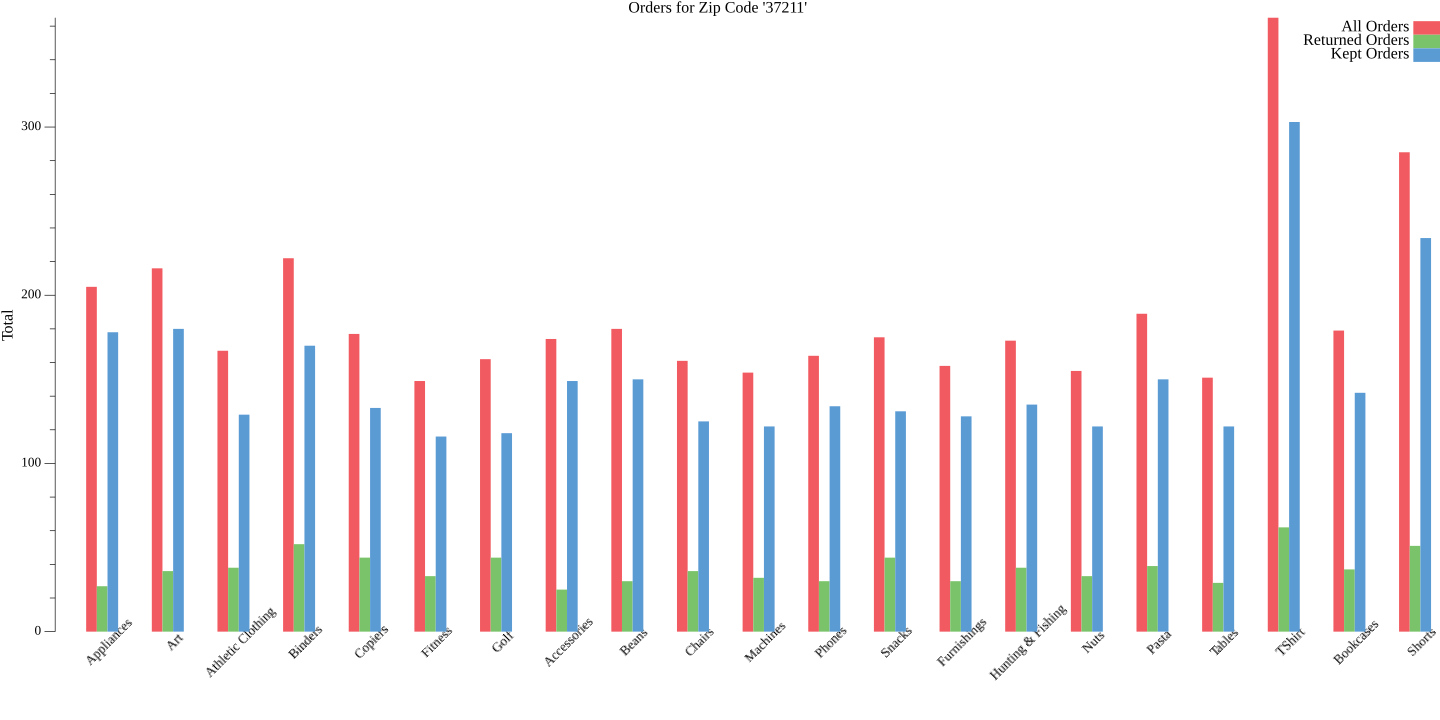 Orders for Zip Code '37211'
All Orders
Returned Orders
Kept Orders
Total
300
200
100
0
Appliances
Art
Athletic Clothing
Binders
Copiers
Fitness
Golf
Accessories
Beans
Chairs
Machines
Phones
Snacks
Furnishings
Hunting & Fishing
Nuts
Pasta
Tables
TShirt
Bookcases
Shorts